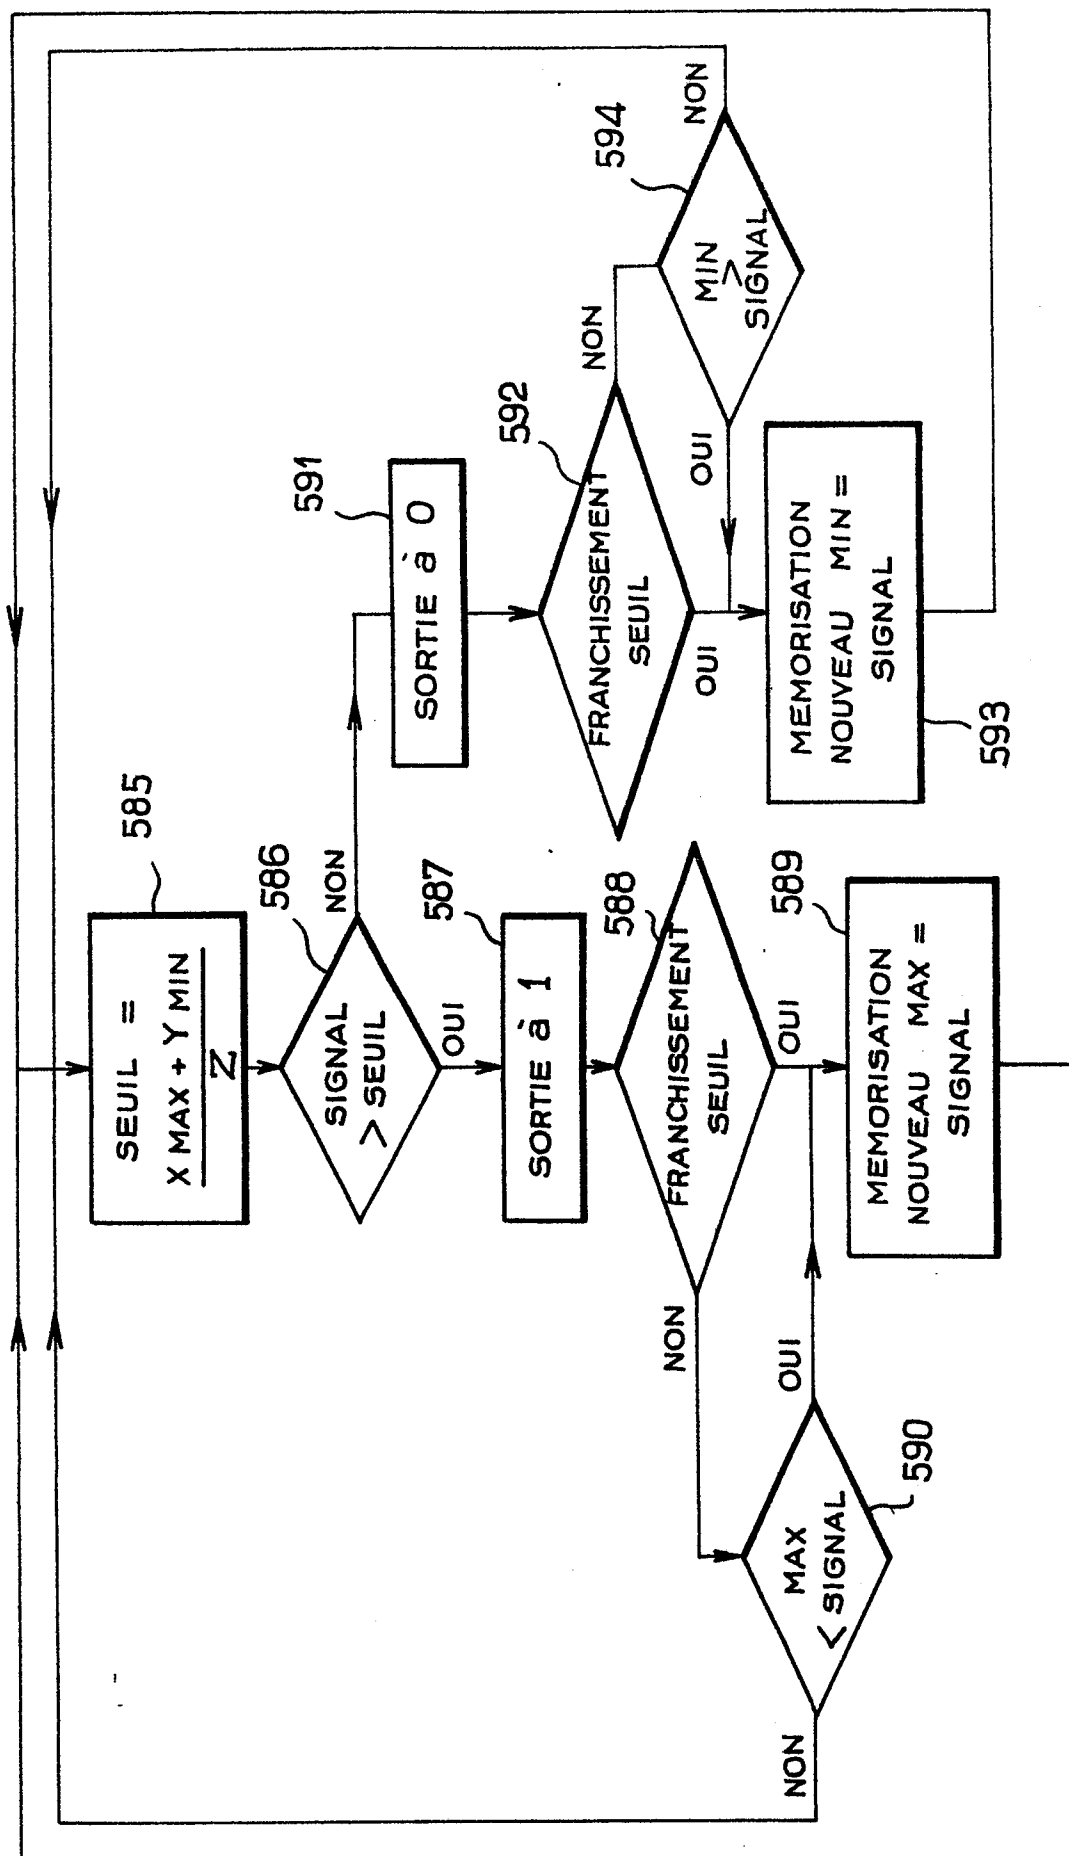 SEUIL =
X MAX + Y MIN
Z
585
SIGNAL
> SEUIL
586
NON
OUI
SORTIE à 1
587
FRANCHISSEMENT
SEUIL
588
NON
OUI
MEMORISATION
NOUVEAU MAX =
SIGNAL
589
MAX
< SIGNAL
590
OUI
NON
SORTIE à 0
591
FRANCHISSEMENT
SEUIL
592
NON
OUI
MEMORISATION
NOUVEAU MIN =
SIGNAL
593
MIN
>
SIGNAL
594
NON
OUI